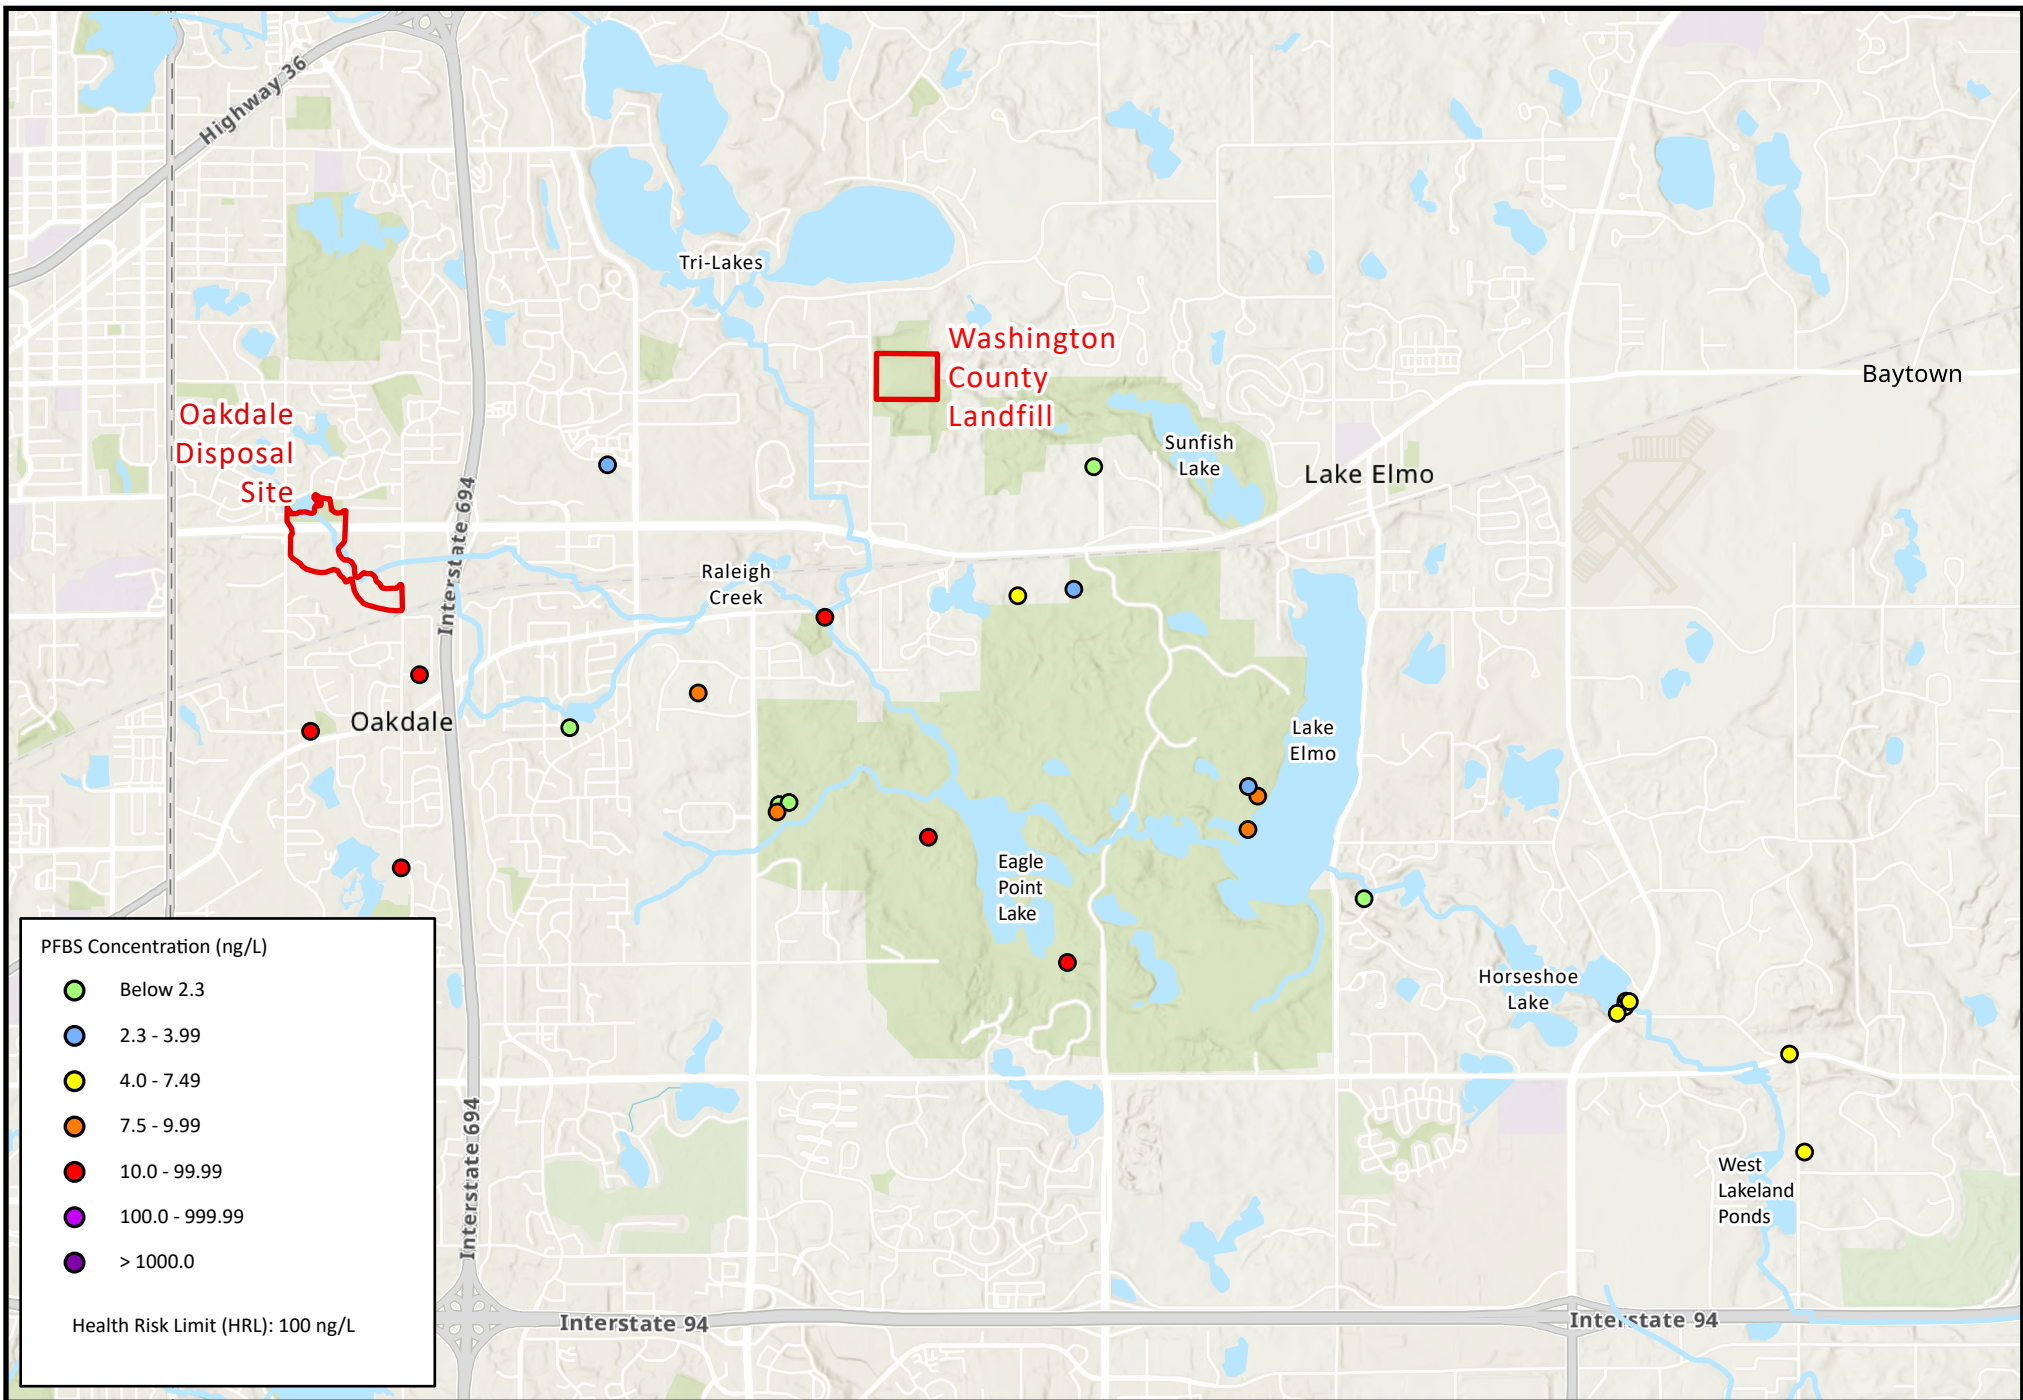 Highway 36
Tri-Lakes
Washington
County
Landfill
Baytown
Oakdale
Disposal
Site
Sunfish
Lake
Lake Elmo
Interstate 694
Raleigh
Creek
Oakdale
Lake
Elmo
Eagle
Point
Lake
Horseshoe
Lake
West
Lakeland
Ponds
Interstate 694
Interstate 94
Interstate 94
PFBS Concentration (ng/L)
Below 2.3
2.3 - 3.99
4.0 - 7.49
7.5 - 9.99
10.0 - 99.99
100.0 - 999.99
> 1000.0
Health Risk Limit (HRL): 100 ng/L